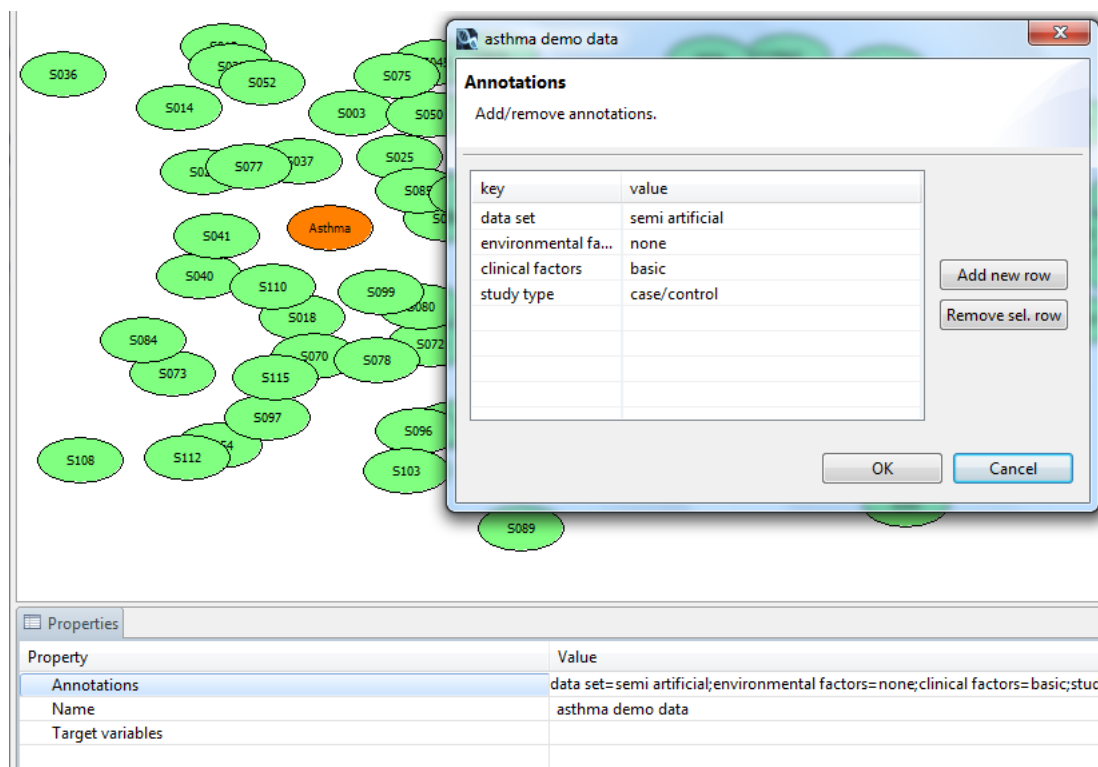 asthma demo data
Annotations
Add/remove annotations.
key value
data set semi artificial
environmental fa... none
clinical factors basic
study type case/control
Add new row
Remove sel. row
OK Cancel
S036
S052
S075
S014
S003
S050
S077
S037
S025
S085
S041
Asthma
S040
S110
S099
S080
S018
S084
S070
S078
S072
S073
S115
S097
S096
S108
S112
S103
S089
Properties
Property Value
Annotations data set=semi artificial;environmental factors=none;clinical factors=basic;stud
Name asthma demo data
Target variables